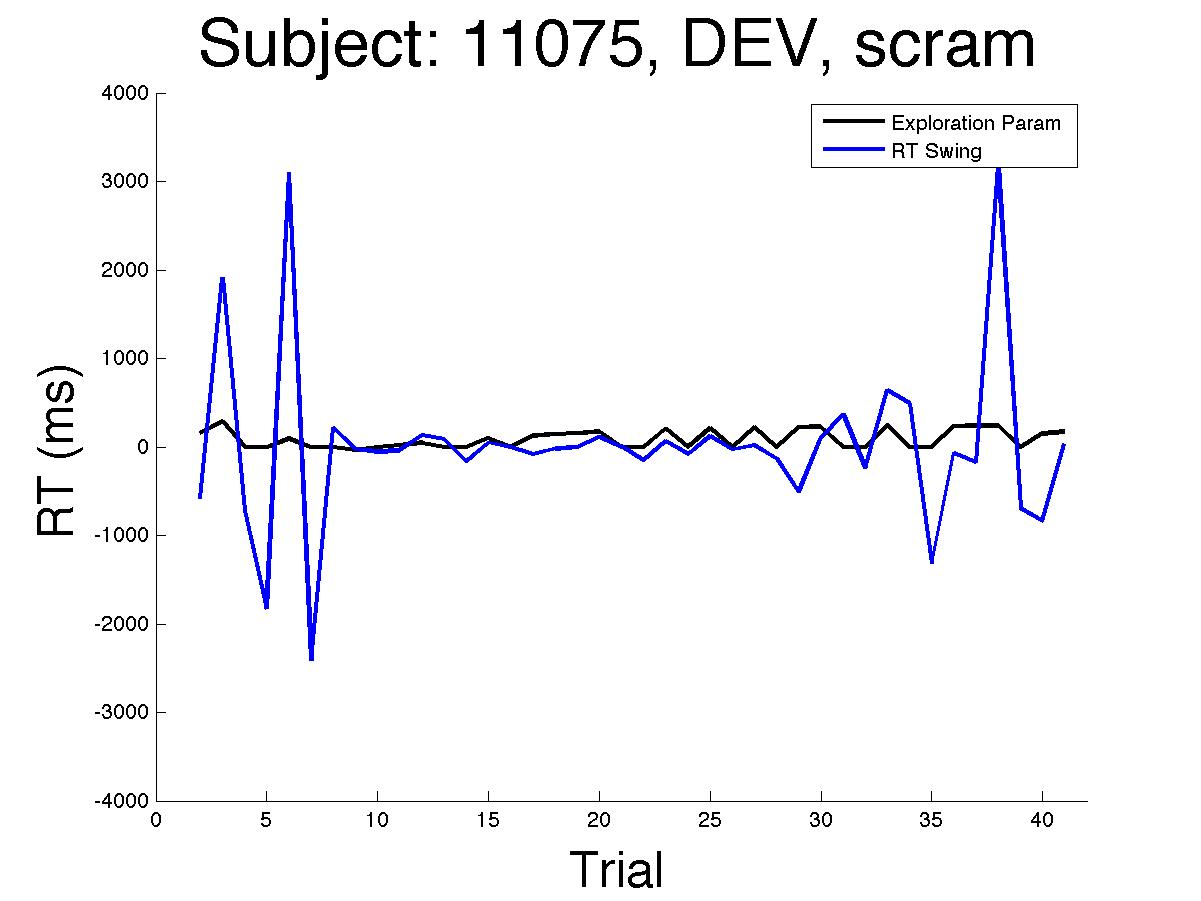 Subject: 11075, DEV, scram
Exploration Param
RT Swing
4000
3000
2000
1000
0
-1000
-2000
-3000
-4000
RT (ms)
0 5 10 15 20 25 30 35 40
Trial